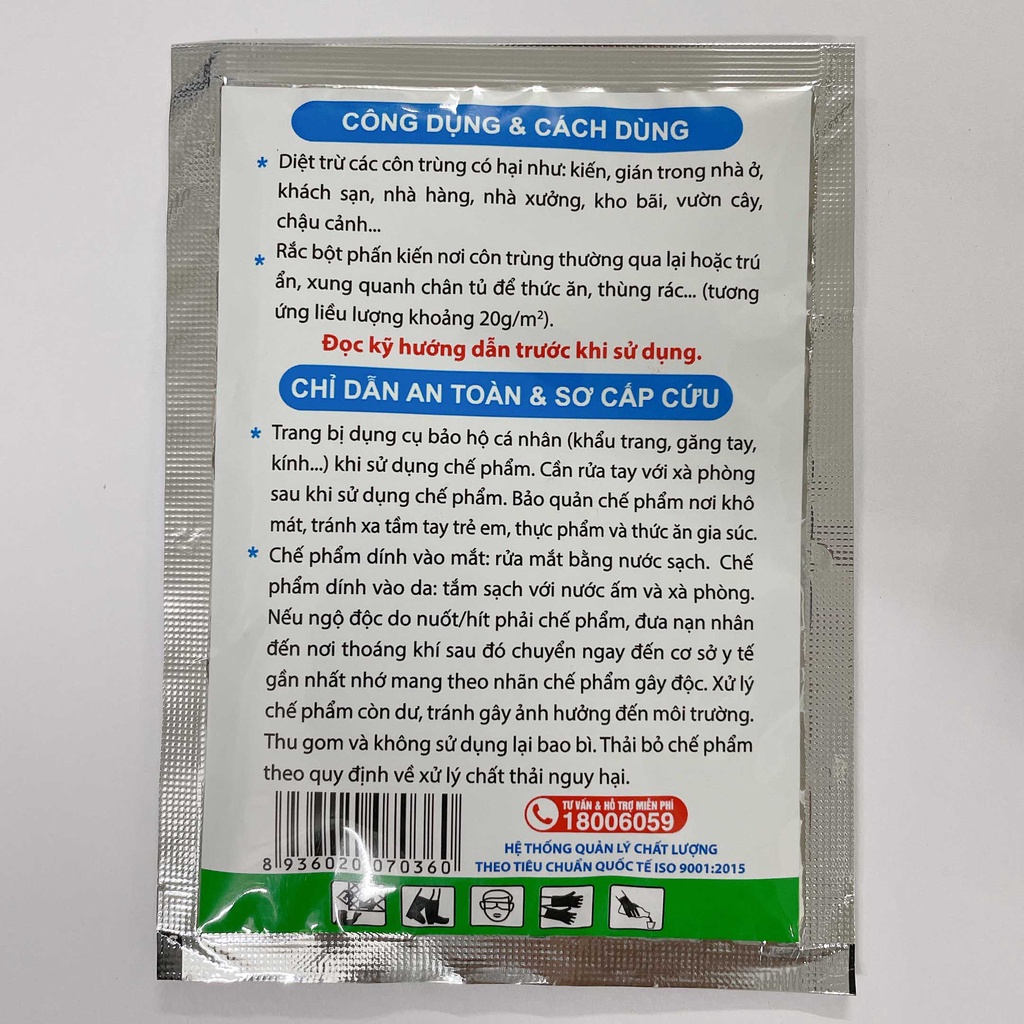 CÔNG DỤNG & CÁCH DÙNG
* Diệt trừ các côn trùng có hại như: kiến, gián trong nhà ở,
khách sạn, nhà hàng, nhà xưởng, kho bãi, vườn cây,
chậu cảnh...
* Rắc bột phấn kiến nơi côn trùng thường qua lại hoặc trú
ẩn, xung quanh chân tủ để thức ăn, thùng rác... (tương
ứng liều lượng khoảng 20g/m²).
Đọc kỹ hướng dẫn trước khi sử dụng.
CHỈ DẪN AN TOÀN & SƠ CẤP CỨU
* Trang bị dụng cụ bảo hộ cá nhân (khẩu trang, găng tay,
kính...) khi sử dụng chế phẩm. Cần rửa tay với xà phòng
sau khi sử dụng chế phẩm. Bảo quản chế phẩm nơi khô
mát, tránh xa tầm tay trẻ em, thực phẩm và thức ăn gia súc.
* Chế phẩm dính vào mắt: rửa mắt bằng nước sạch. Chế
phẩm dính vào da: tắm sạch với nước ấm và xà phòng.
Nếu ngộ độc do nuốt/hít phải chế phẩm, đưa nạn nhân
đến nơi thoáng khí sau đó chuyển ngay đến cơ sở y tế
gần nhất nhớ mang theo nhãn chế phẩm gây độc. Xử lý
chế phẩm còn dư, tránh gây ảnh hưởng đến môi trường.
Thu gom và không sử dụng lại bao bì. Thải bỏ chế phẩm
theo quy định về xử lý chất thải nguy hại.
TƯ VẤN & HỖ TRỢ MIỄN PHÍ
18006059
HỆ THỐNG QUẢN LÝ CHẤT LƯỢNG
THEO TIÊU CHUẨN QUỐC TẾ ISO 9001:2015
8 936020 070360